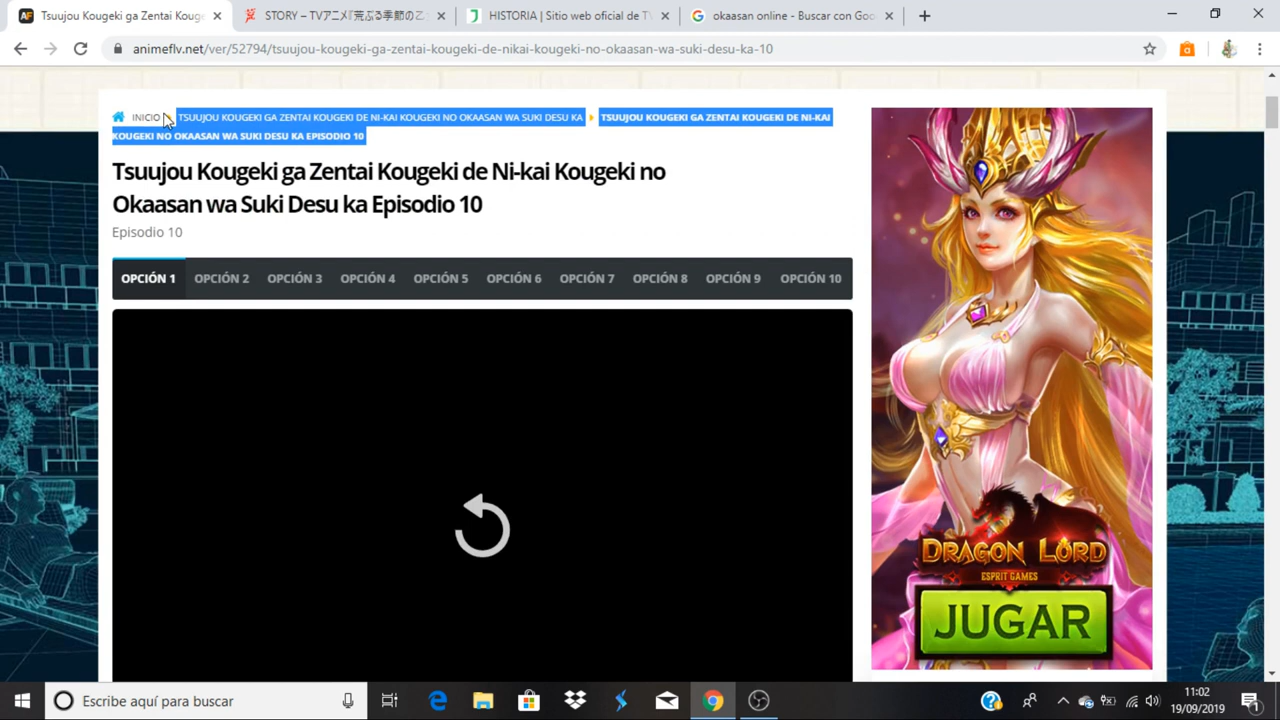 Tsuujou Kougeki ga Zentai Kouge
STORY – TVアニメ『荒ぶる季節の乙
HISTORIA | Sitio web oficial de TV
okaasan online - Buscar con Goo
animeflv.net/ver/52794/tsuujou-kougeki-ga-zentai-kougeki-de-nikai-kougeki-no-okaasan-wa-suki-desu-ka-10
INICIO TSUUJOU KOUGEKI GA ZENTAI KOUGEKI DE NI-KAI KOUGEKI NO OKAASAN WA SUKI DESU KA TSUUJOU KOUGEKI GA ZENTAI KOUGEKI DE NI-KAI
KOUGEKI NO OKAASAN WA SUKI DESU KA EPISODIO 10
Tsuujou Kougeki ga Zentai Kougeki de Ni-kai Kougeki no
Okaasan wa Suki Desu ka Episodio 10
Episodio 10
OPCIÓN 1 OPCIÓN 2 OPCIÓN 3 OPCIÓN 4 OPCIÓN 5 OPCIÓN 6 OPCIÓN 7 OPCIÓN 8 OPCIÓN 9 OPCIÓN 10
DRAGON LORD
ESPRIT GAMES
JUGAR
Escribe aquí para buscar
11:02
19/09/2019
1